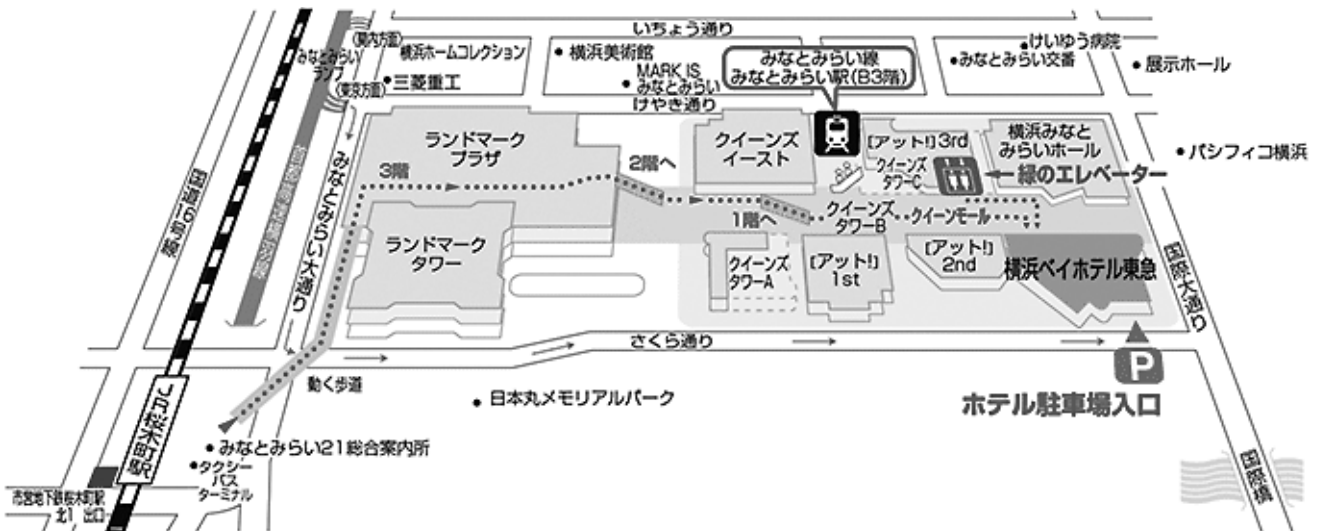 いちょう通り
(関内方面)
みなとみらい
ランプ
(東京方面)
横浜ホームコレクション
三菱重工
横浜美術館
MARK IS
みなとみらい
けやき通り
みなとみらい線
みなとみらい駅(B3階)
けいゆう病院
みなとみらい交番
展示ホール
パシフィコ横浜
ランドマーク
プラザ
3階
2階へ
クイーンズ
イースト
[アット!]3rd
クイーンズ
タワーC
横浜みなと
みらいホール
緑のエレベーター
1階へ
クイーンズ
タワーB
クイーンモール
ランドマーク
タワー
クイーンズ
タワーA
[アット!]
1st
[アット!]
2nd
横浜ベイホテル東急
みなとみらい大通り
国道16号線
国際大通り
さくら通り
P
ホテル駐車場入口
動く歩道
日本丸メモリアルパーク
JR桜木町駅
みなとみらい21総合案内所
タクシー
バス
ターミナル
市営地下鉄桜木町駅
北1 出口
国際橋